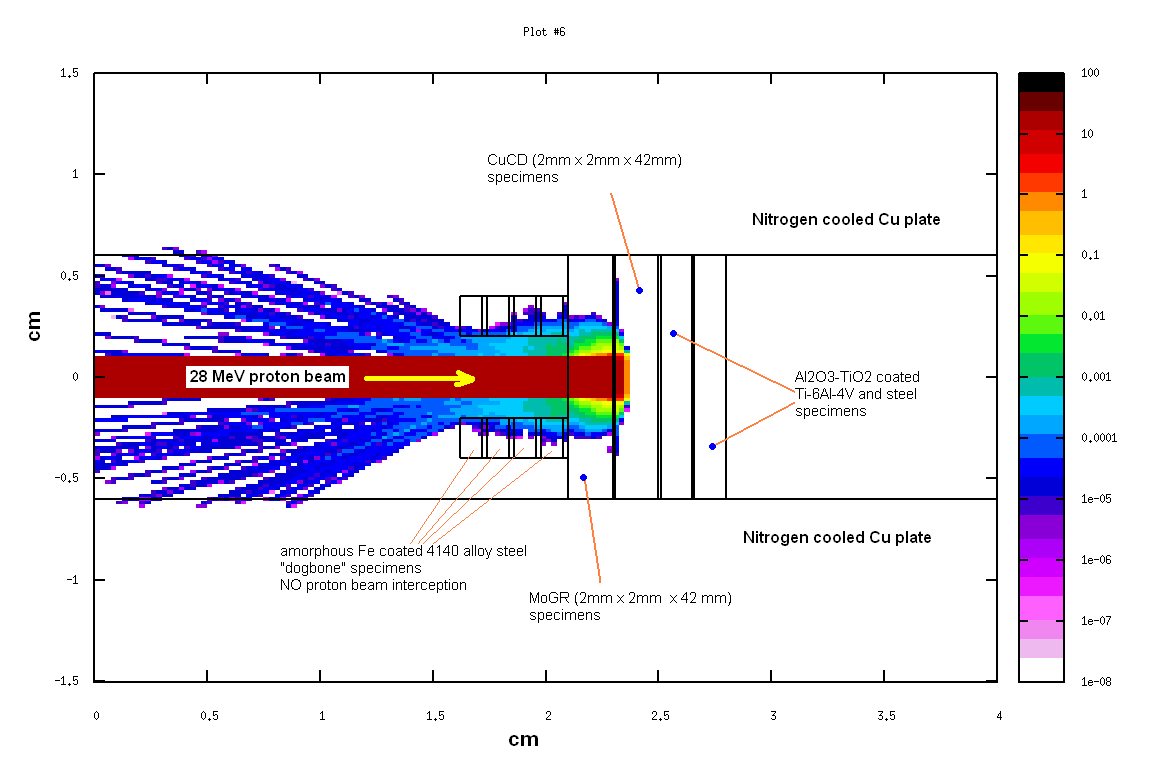 Plot #6
1.5
1
0.5
0
-0.5
-1
-1.5
cm
0
0.5
1
1.5
2
2.5
3
3.5
4
cm
100
10
1
0.1
0.01
0.001
0.0001
1e-05
1e-06
1e-07
1e-08
CuCD (2mm x 2mm x 42mm)
specimens
Nitrogen cooled Cu plate
28 MeV proton beam
Al2O3-TiO2 coated
Ti-6Al-4V and steel
specimens
Nitrogen cooled Cu plate
amorphous Fe coated 4140 alloy steel
"dogbone" specimens
NO proton beam interception
MoGR (2mm x 2mm x 42 mm)
specimens